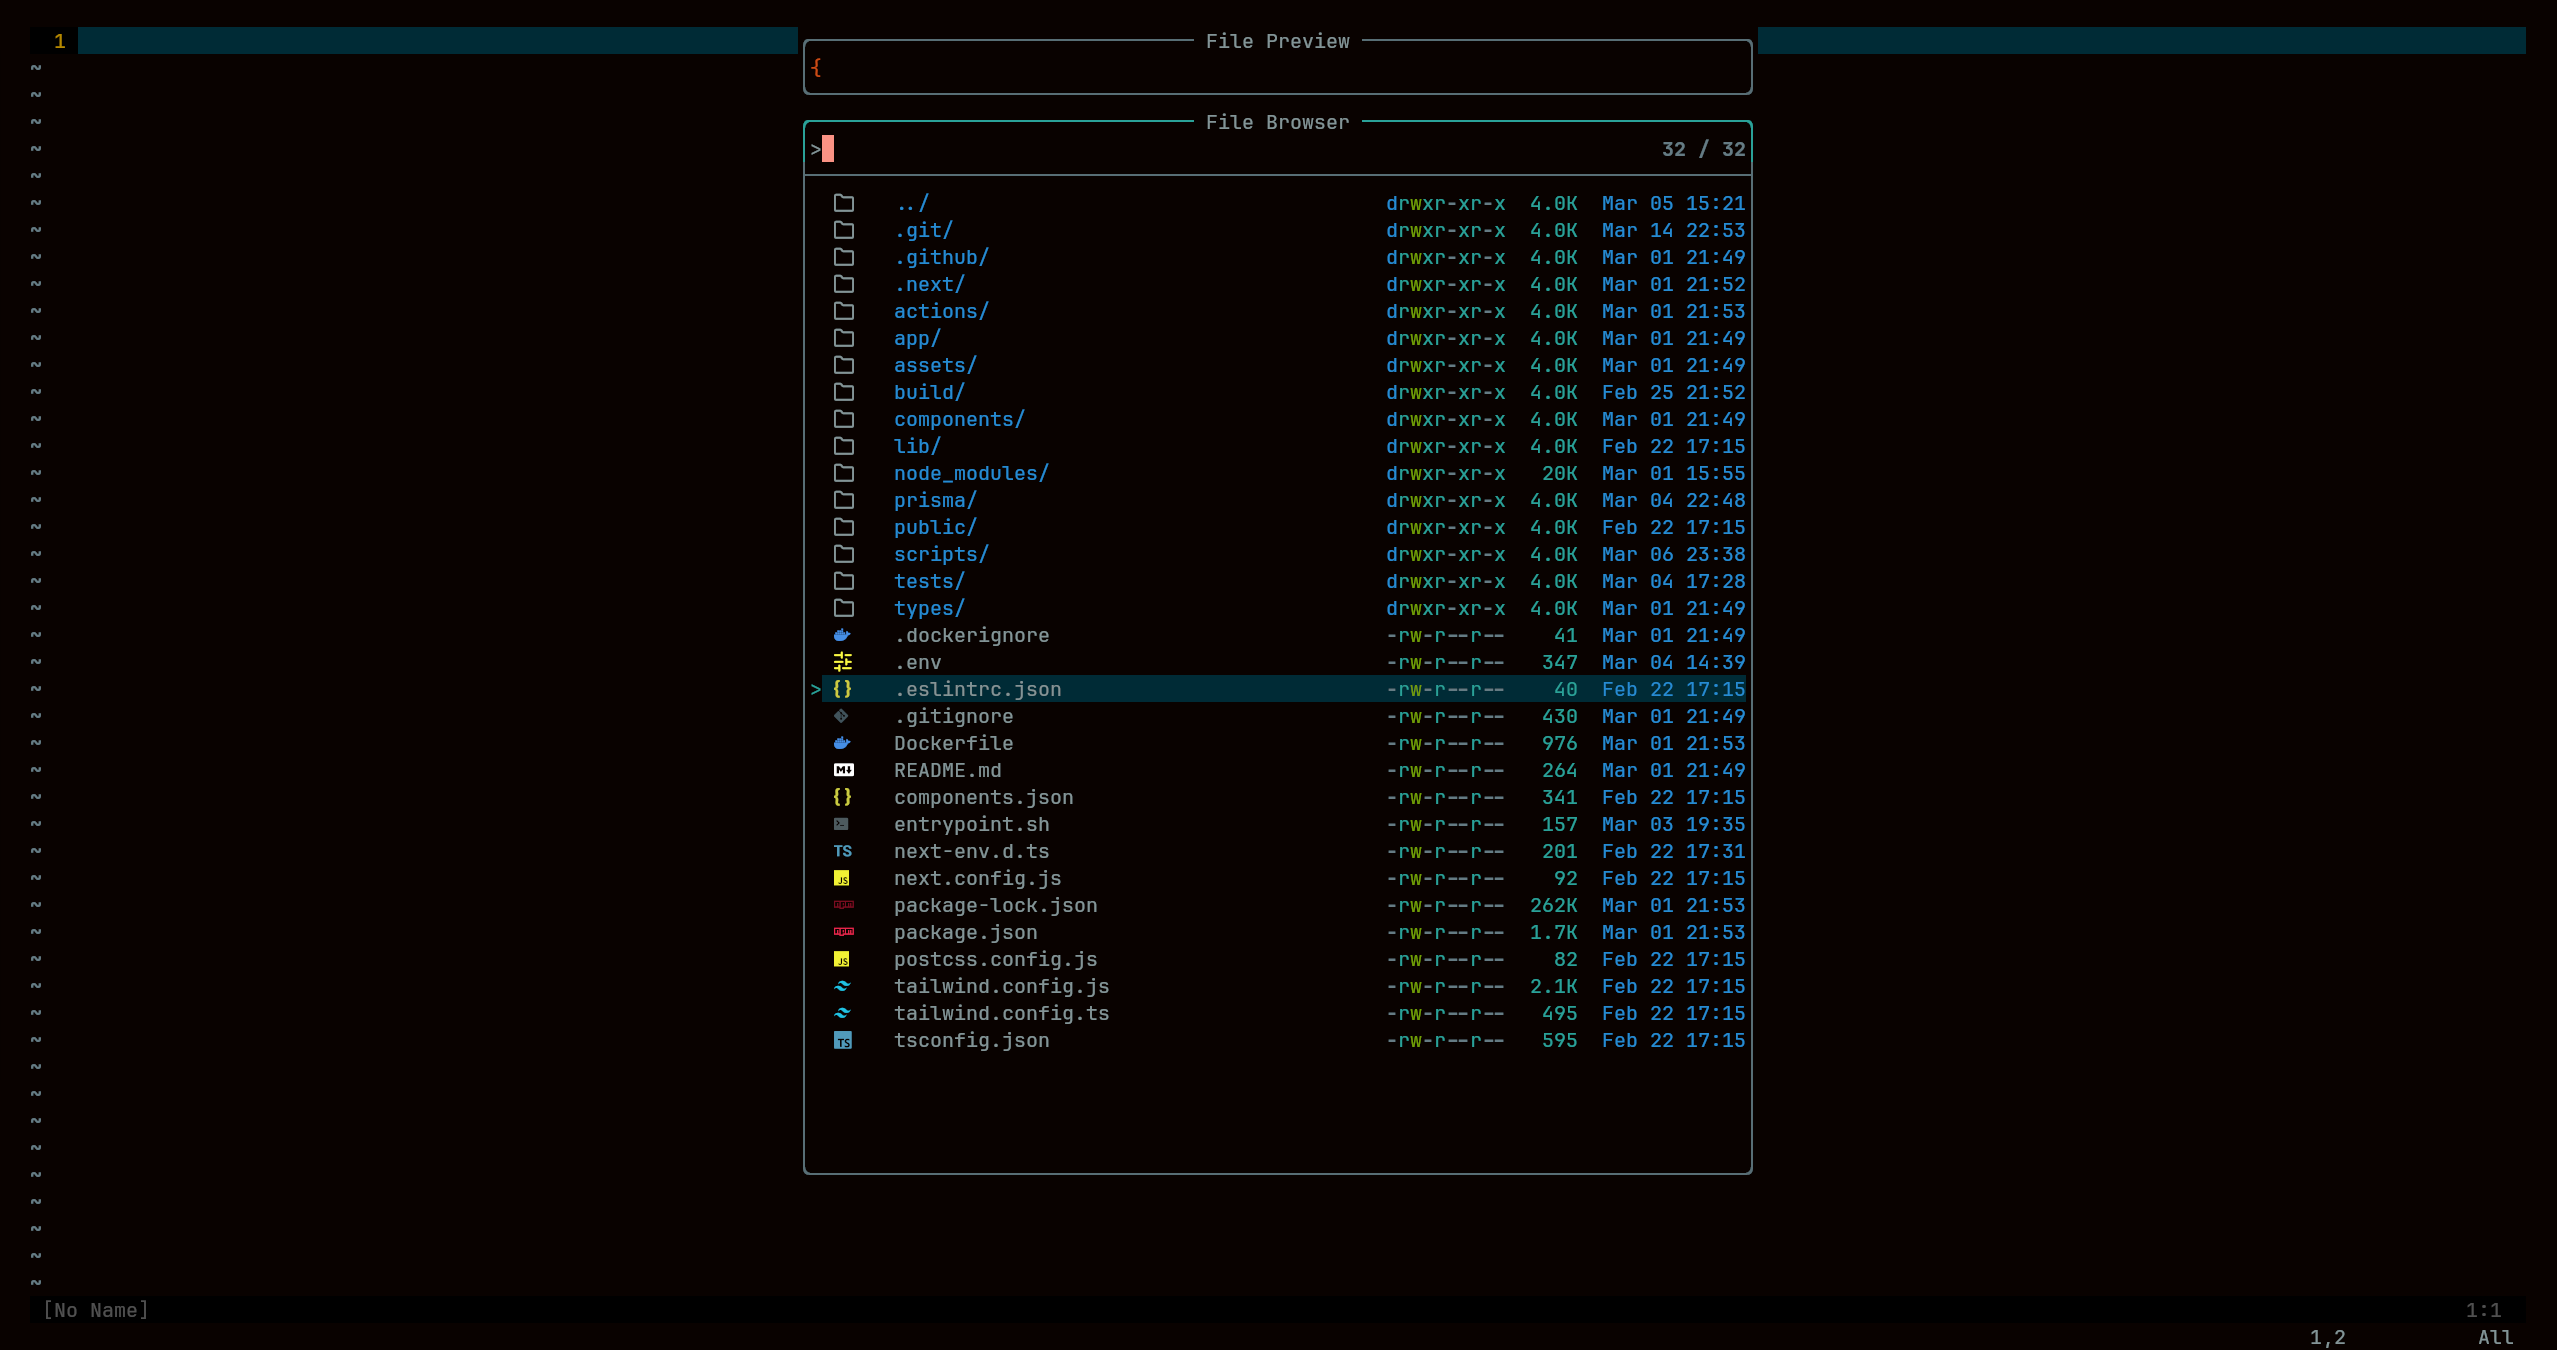 1
File Preview
{
File Browser
> 32 / 32
../ drwxr-xr-x 4.0K Mar 05 15:21
.git/ drwxr-xr-x 4.0K Mar 14 22:53
.github/ drwxr-xr-x 4.0K Mar 01 21:49
.next/ drwxr-xr-x 4.0K Mar 01 21:52
actions/ drwxr-xr-x 4.0K Mar 01 21:53
app/ drwxr-xr-x 4.0K Mar 01 21:49
assets/ drwxr-xr-x 4.0K Mar 01 21:49
build/ drwxr-xr-x 4.0K Feb 25 21:52
components/ drwxr-xr-x 4.0K Mar 01 21:49
lib/ drwxr-xr-x 4.0K Feb 22 17:15
node_modules/ drwxr-xr-x 20K Mar 01 15:55
prisma/ drwxr-xr-x 4.0K Mar 04 22:48
public/ drwxr-xr-x 4.0K Feb 22 17:15
scripts/ drwxr-xr-x 4.0K Mar 06 23:38
tests/ drwxr-xr-x 4.0K Mar 04 17:28
types/ drwxr-xr-x 4.0K Mar 01 21:49
.dockerignore -rw-r--r-- 41 Mar 01 21:49
.env -rw-r--r-- 347 Mar 04 14:39
> {} .eslintrc.json -rw-r--r-- 40 Feb 22 17:15
.gitignore -rw-r--r-- 430 Mar 01 21:49
Dockerfile -rw-r--r-- 976 Mar 01 21:53
M README.md -rw-r--r-- 264 Mar 01 21:49
{} components.json -rw-r--r-- 341 Feb 22 17:15
entrypoint.sh -rw-r--r-- 157 Mar 03 19:35
TS next-env.d.ts -rw-r--r-- 201 Feb 22 17:31
JS next.config.js -rw-r--r-- 92 Feb 22 17:15
package-lock.json -rw-r--r-- 262K Mar 01 21:53
package.json -rw-r--r-- 1.7K Mar 01 21:53
JS postcss.config.js -rw-r--r-- 82 Feb 22 17:15
tailwind.config.js -rw-r--r-- 2.1K Feb 22 17:15
tailwind.config.ts -rw-r--r-- 495 Feb 22 17:15
TS tsconfig.json -rw-r--r-- 595 Feb 22 17:15
[No Name] 1:1
1,2 All